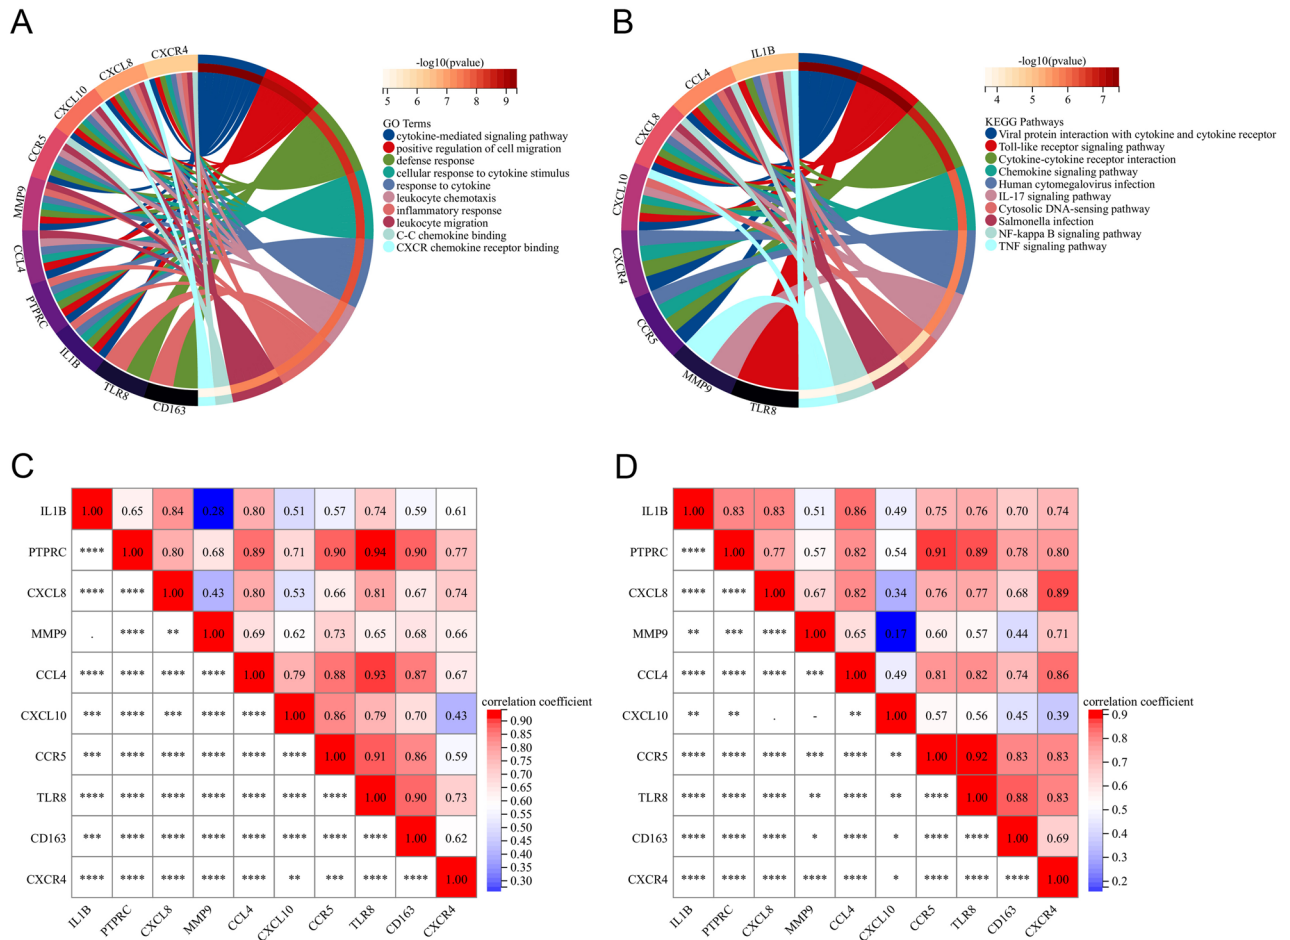 A
CXCR4
CXCL8
CXCL10
CCR5
MMP9
CCL4
PTPRC
IL1B
TLR8
CD163
-log10(pvalue)
5 6 7 8 9
GO Terms
cytokine-mediated signaling pathway
positive regulation of cell migration
defense response
cellular response to cytokine stimulus
response to cytokine
leukocyte chemotaxis
inflammatory response
leukocyte migration
C-C chemokine binding
CXCR chemokine receptor binding
B
IL1B
CCL4
CXCL8
CXCL10
CXCR4
CCR5
MMP9
TLR8
-log10(pvalue)
4 5 6 7
KEGG Pathways
Viral protein interaction with cytokine and cytokine receptor
Toll-like receptor signaling pathway
Cytokine-cytokine receptor interaction
Chemokine signaling pathway
Human cytomegalovirus infection
IL-17 signaling pathway
Cytosolic DNA-sensing pathway
Salmonella infection
NF-kappa B signaling pathway
TNF signaling pathway
C
IL1B 1.00 0.65 0.84 0.28 0.80 0.51 0.57 0.74 0.59 0.61
PTPRC **** 1.00 0.80 0.68 0.89 0.71 0.90 0.94 0.90 0.77
CXCL8 **** **** 1.00 0.43 0.80 0.53 0.66 0.81 0.67 0.74
MMP9 . **** ** 1.00 0.69 0.62 0.73 0.65 0.68 0.66
CCL4 **** **** **** **** 1.00 0.79 0.88 0.93 0.87 0.67
CXCL10 *** **** *** **** **** 1.00 0.86 0.79 0.70 0.43
CCR5 *** **** **** **** **** **** 1.00 0.91 0.86 0.59
TLR8 **** **** **** **** **** **** **** 1.00 0.90 0.73
CD163 *** **** **** **** **** **** **** **** 1.00 0.62
CXCR4 **** **** **** **** **** ** *** **** **** 1.00
IL1B PTPRC CXCL8 MMP9 CCL4 CXCL10 CCR5 TLR8 CD163 CXCR4
correlation coefficient
0.90
0.85
0.80
0.75
0.70
0.65
0.60
0.55
0.50
0.45
0.40
0.35
0.30
D
IL1B 1.00 0.83 0.83 0.51 0.86 0.49 0.75 0.76 0.70 0.74
PTPRC **** 1.00 0.77 0.57 0.82 0.54 0.91 0.89 0.78 0.80
CXCL8 **** **** 1.00 0.67 0.82 0.34 0.76 0.77 0.68 0.89
MMP9 ** *** **** 1.00 0.65 0.17 0.60 0.57 0.44 0.71
CCL4 **** **** **** *** 1.00 0.49 0.81 0.82 0.74 0.86
CXCL10 ** ** . - ** 1.00 0.57 0.56 0.45 0.39
CCR5 **** **** **** *** **** ** 1.00 0.92 0.83 0.83
TLR8 **** **** **** ** **** ** **** 1.00 0.88 0.83
CD163 **** **** **** * **** * **** **** 1.00 0.69
CXCR4 **** **** **** **** **** * **** **** **** 1.00
IL1B PTPRC CXCL8 MMP9 CCL4 CXCL10 CCR5 TLR8 CD163 CXCR4
correlation coefficient
0.9
0.8
0.7
0.6
0.5
0.4
0.3
0.2